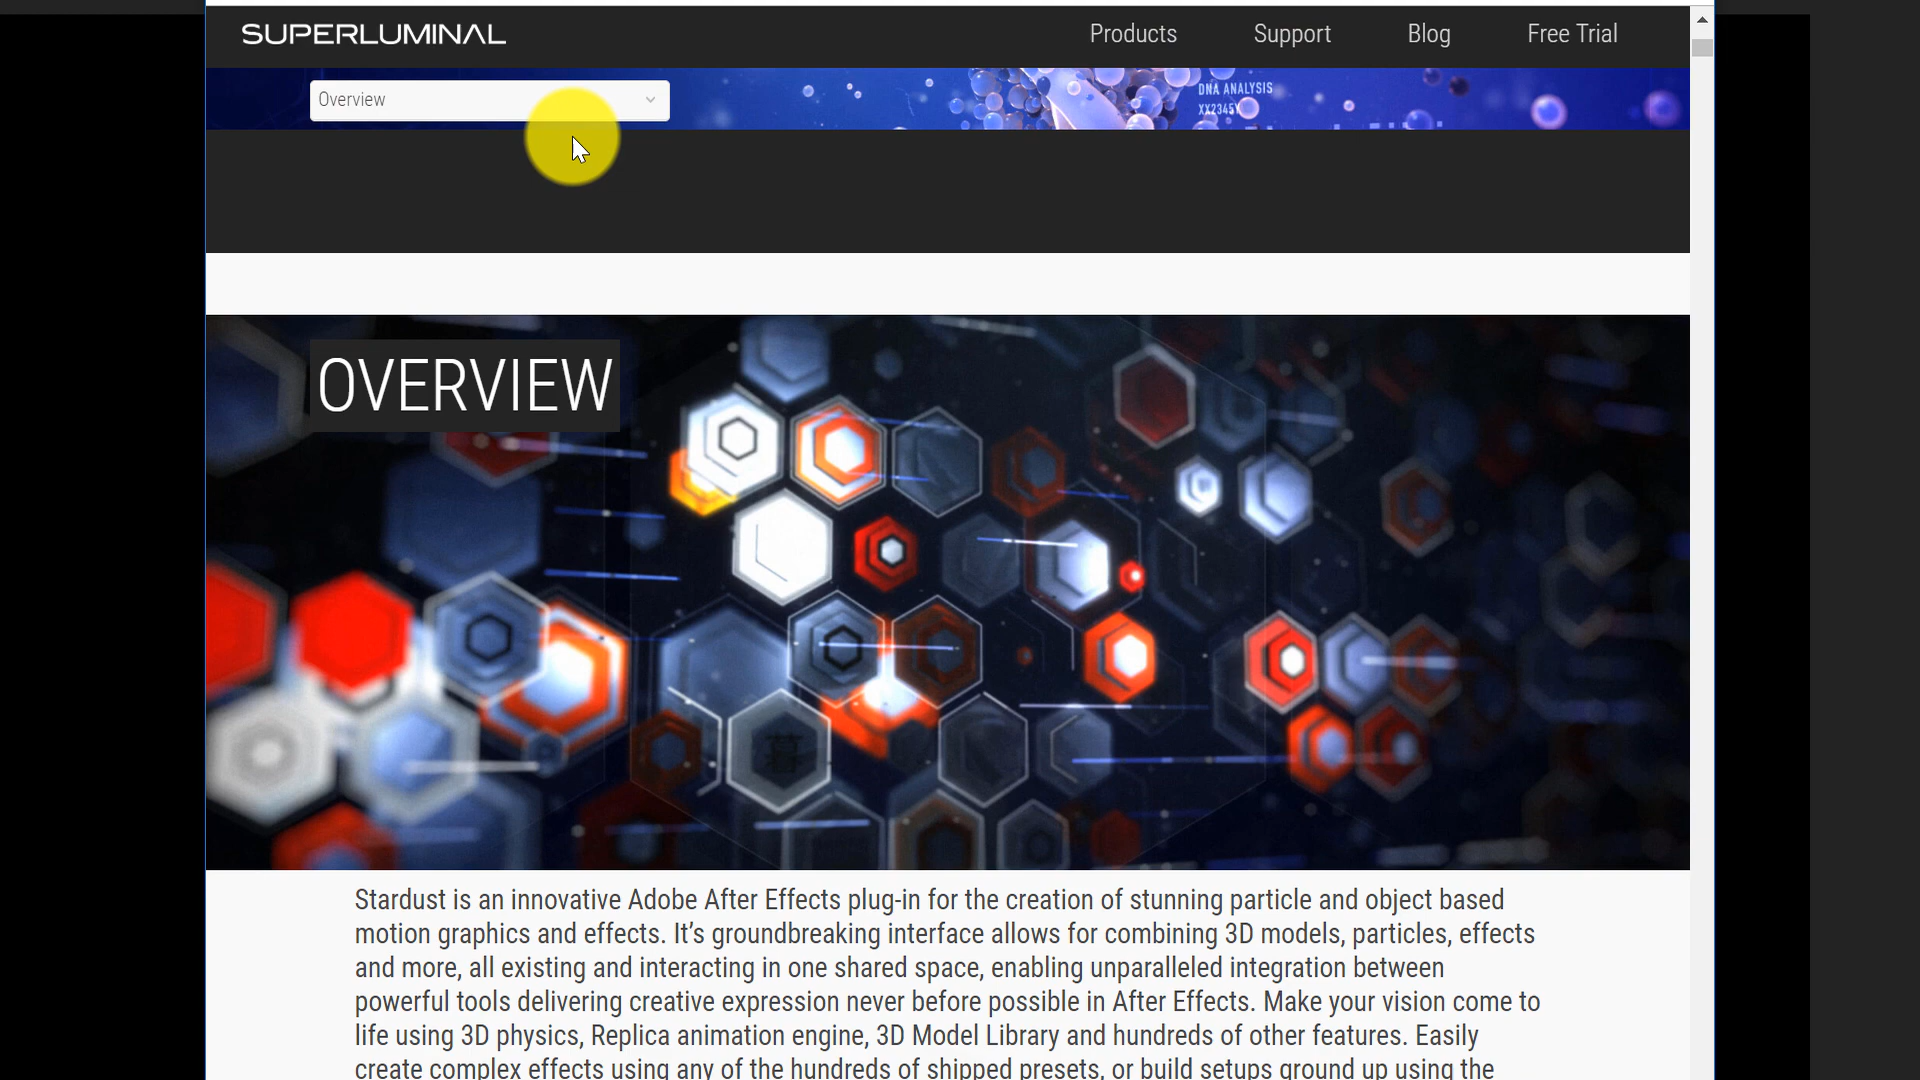 SUPERLUMINAL
Products
Support
Blog
Free Trial
Overview
DNA ANALYSIS
XX2345Y
OVERVIEW
Stardust is an innovative Adobe After Effects plug-in for the creation of stunning particle and object based
motion graphics and effects. It’s groundbreaking interface allows for combining 3D models, particles, effects
and more, all existing and interacting in one shared space, enabling unparalleled integration between
powerful tools delivering creative expression never before possible in After Effects. Make your vision come to
life using 3D physics, Replica animation engine, 3D Model Library and hundreds of other features. Easily
create complex effects using any of the hundreds of shipped presets, or build setups ground up using the